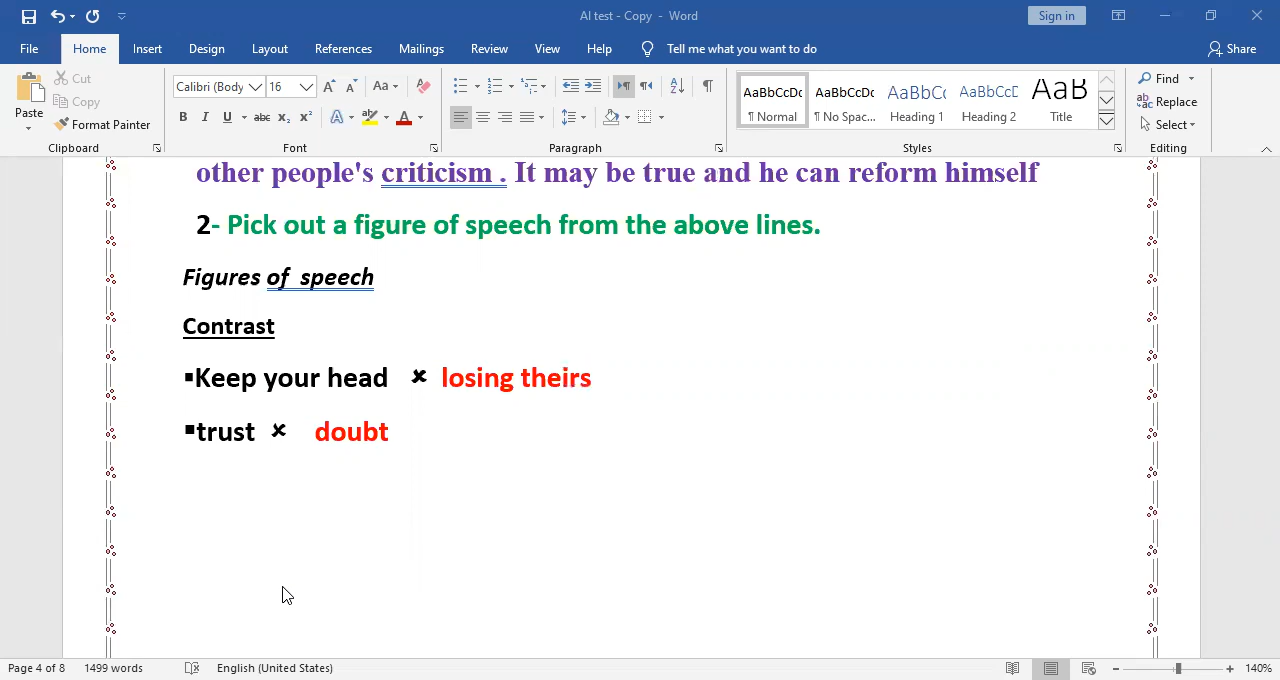 AI test - Copy - Word
Sign in
File Home Insert Design Layout References Mailings Review View Help Tell me what you want to do Share
Paste
Cut
Copy
Format Painter
Clipboard
Calibri (Body 16
Font
Paragraph
AaBbCcDc AaBbCcDc AaBbCc AaBbCcD AaB
¶ Normal ¶ No Spac... Heading 1 Heading 2 Title
Styles
Find
Replace
Select
Editing
other people's criticism . It may be true and he can reform himself
2- Pick out a figure of speech from the above lines.
Figures of speech
Contrast
▪Keep your head × losing theirs
▪trust × doubt
Page 4 of 8 1499 words English (United States) 140%